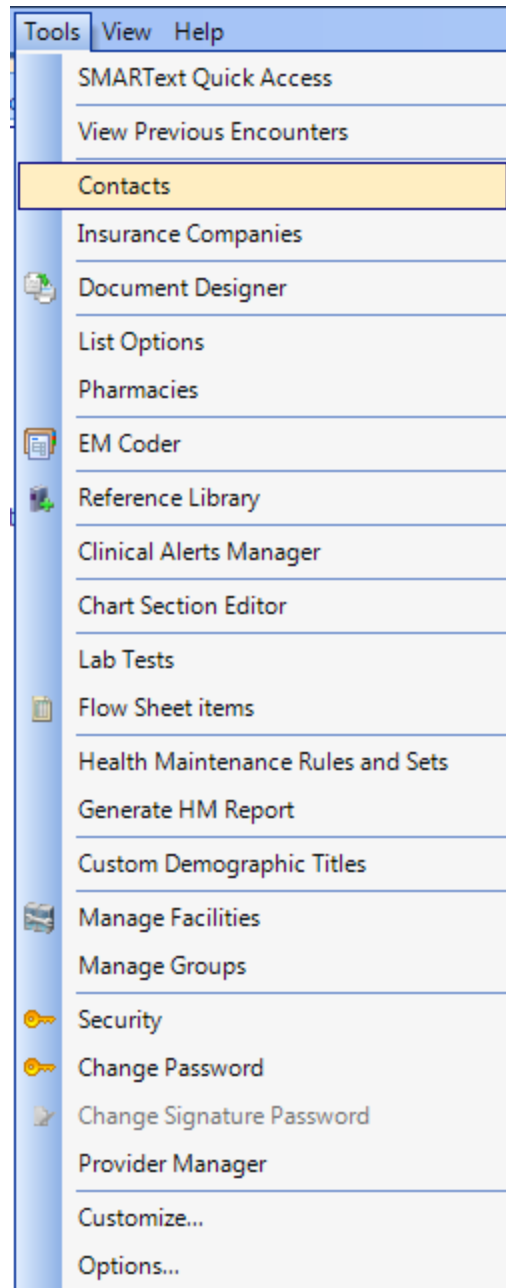 Tools View Help
SMARText Quick Access
View Previous Encounters
Contacts
Insurance Companies
Document Designer
List Options
Pharmacies
EM Coder
Reference Library
Clinical Alerts Manager
Chart Section Editor
Lab Tests
Flow Sheet items
Health Maintenance Rules and Sets
Generate HM Report
Custom Demographic Titles
Manage Facilities
Manage Groups
Security
Change Password
Change Signature Password
Provider Manager
Customize...
Options...